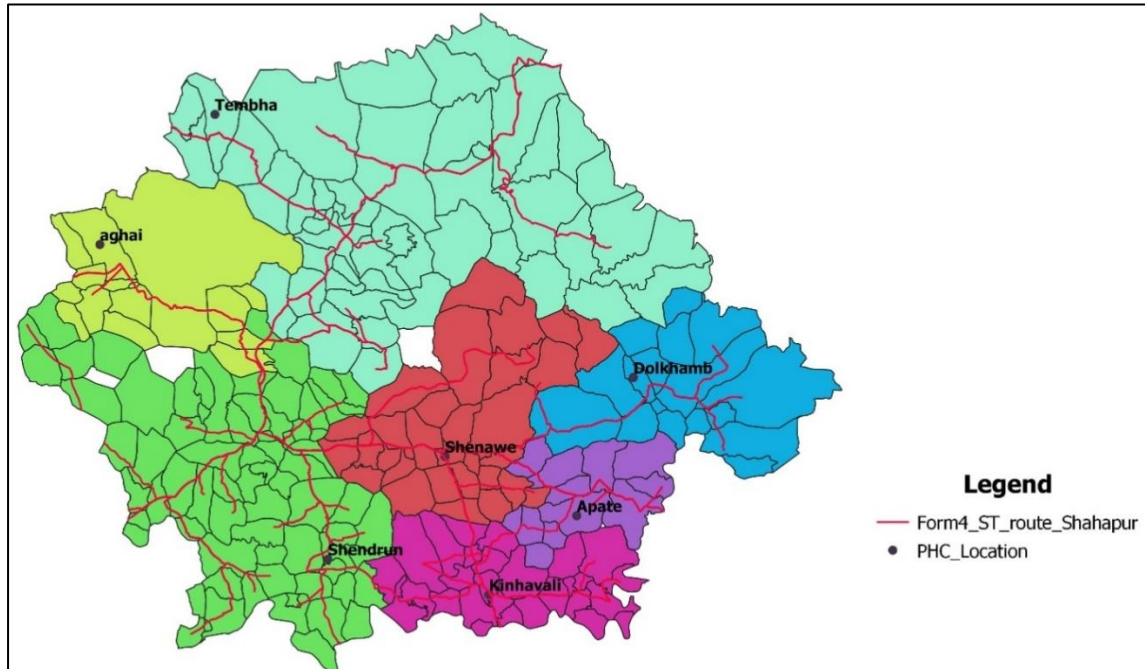 Tembha
aghai
Dolkhamb
Shenawe
Apate
Shendrun
Kinhavali
Legend
Form4_ST_route_Shahapur
PHC_Location